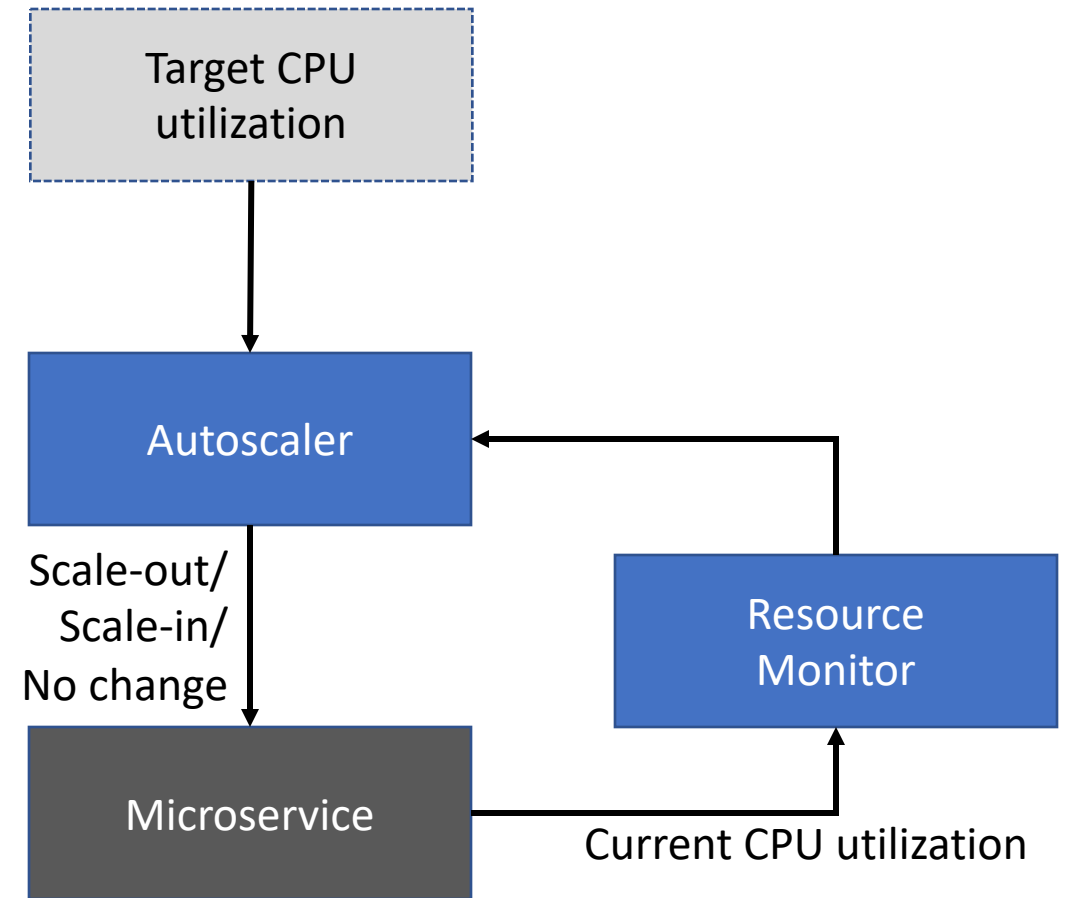 Target CPU
utilization
Autoscaler
Scale-out/
Scale-in/
No change
Resource
Monitor
Microservice
Current CPU utilization